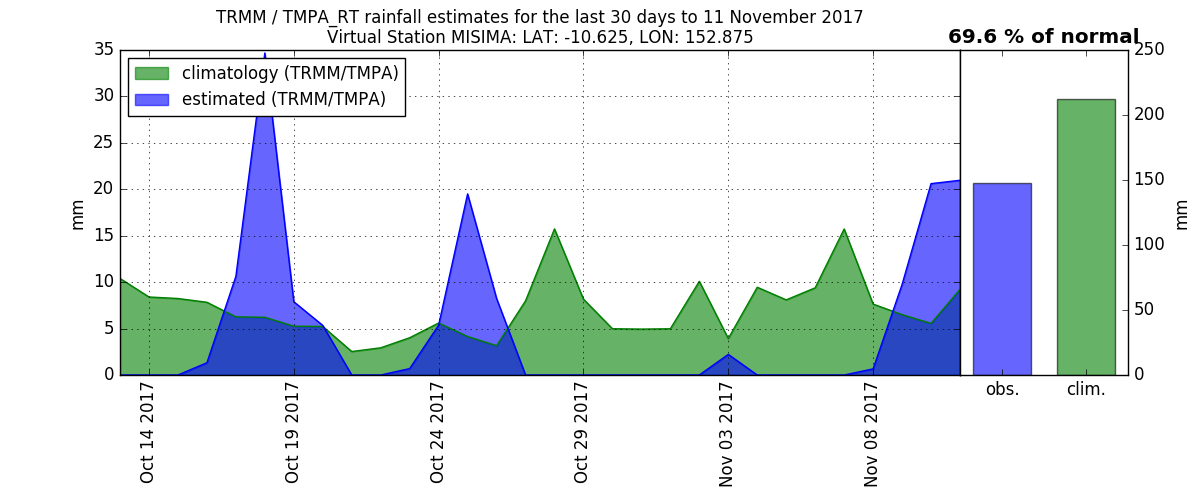 TRMM / TMPA_RT rainfall estimates for the last 30 days to 11 November 2017
Virtual Station MISIMA: LAT: -10.625, LON: 152.875
69.6 % of normal
climatology (TRMM/TMPA)
estimated (TRMM/TMPA)
35
30
25
20
15
10
5
0
mm
Oct 14 2017
Oct 19 2017
Oct 24 2017
Oct 29 2017
Nov 03 2017
Nov 08 2017
obs.
clim.
250
200
150
100
50
0
mm